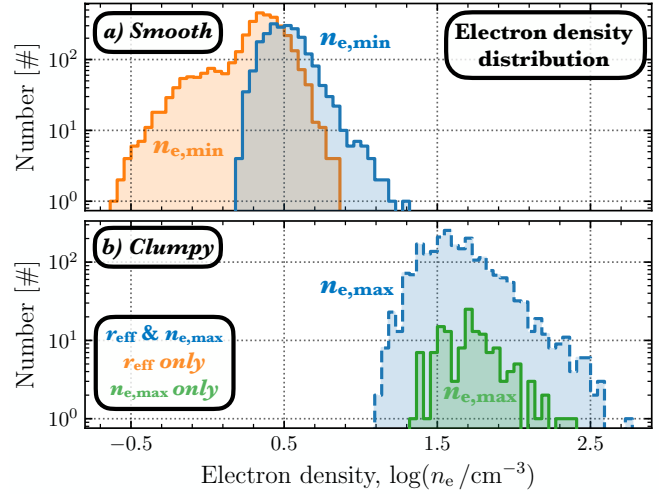 a) Smooth
n_e,min
Electron density
distribution
n_e,min
Number [#]
10^2
10^1
10^0
b) Clumpy
n_e,max
r_eff & n_e,max
r_eff only
n_e,max only
n_e,max
Number [#]
10^2
10^1
10^0
−0.5 0.5 1.5 2.5
Electron density, log(n_e /cm^−3)